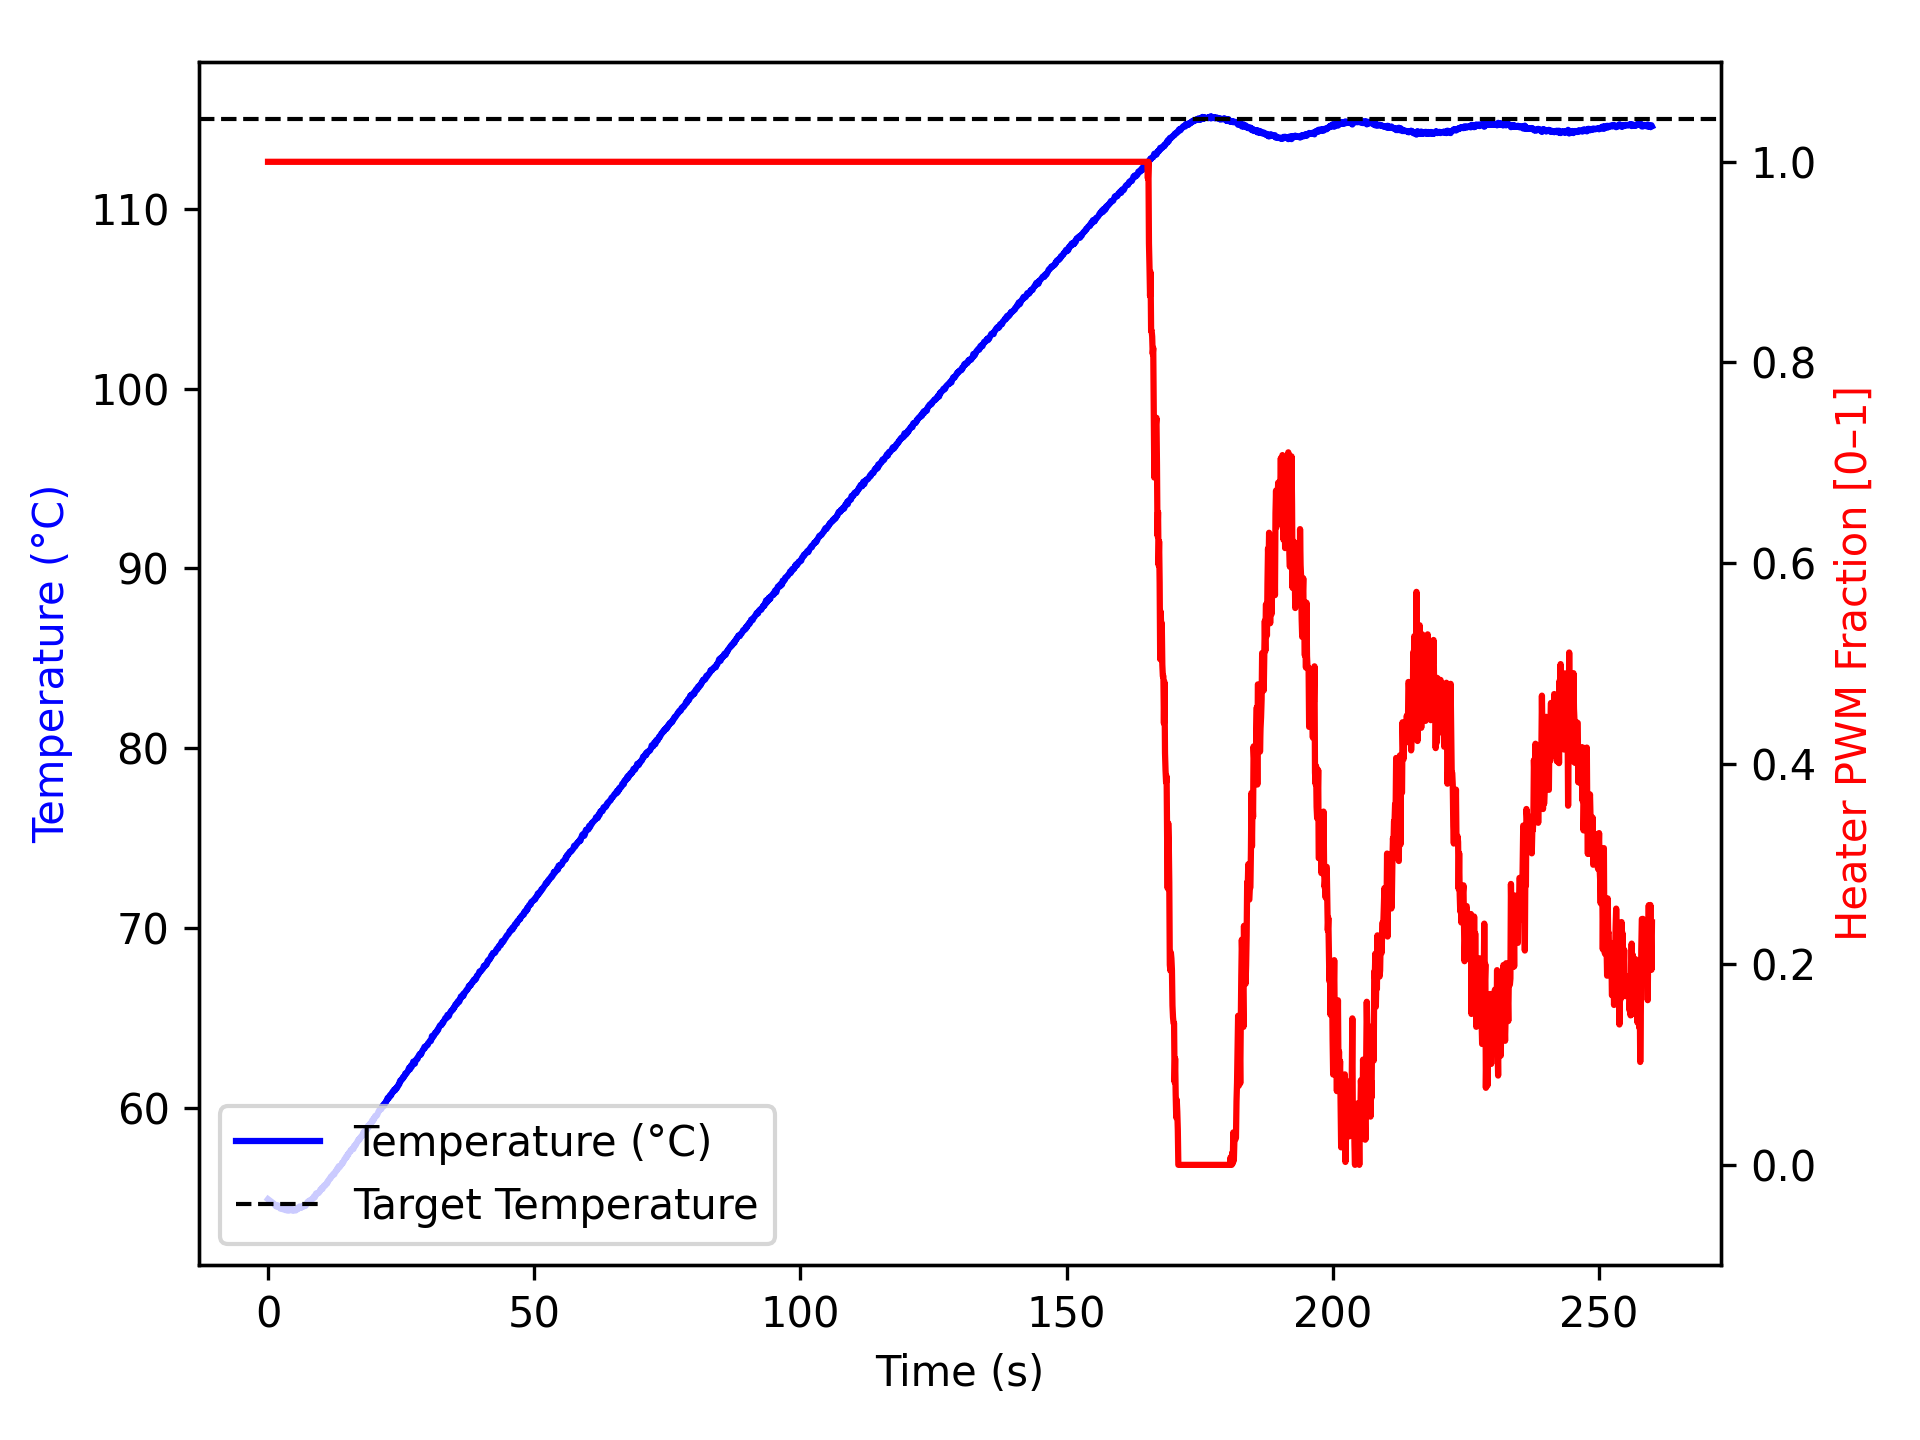 110
100
90
80
70
60
Temperature (°C)
1.0
0.8
0.6
0.4
0.2
0.0
Heater PWM Fraction [0–1]
Temperature (°C)
Target Temperature
0 50 100 150 200 250
Time (s)